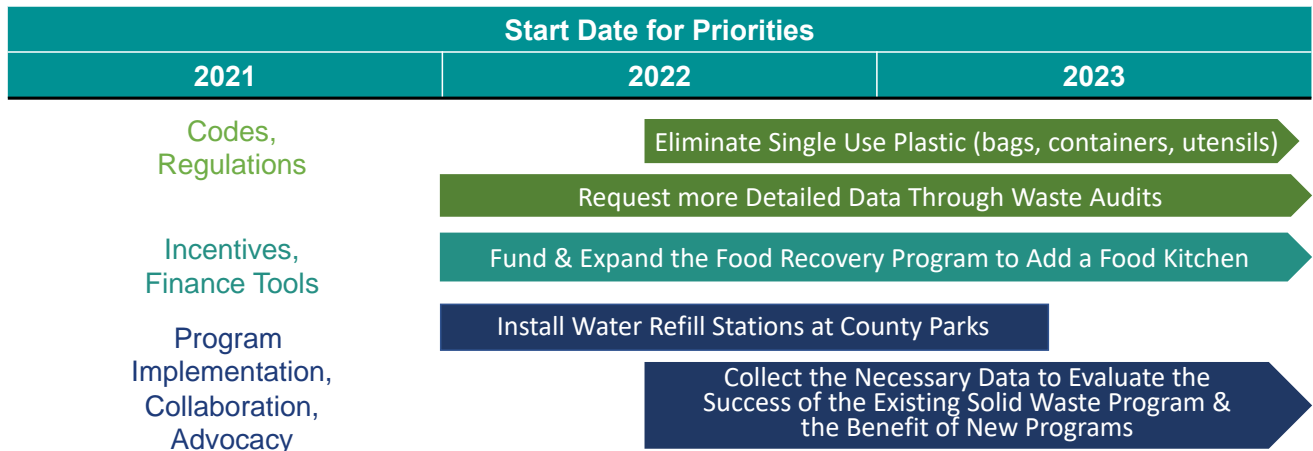 Start Date for Priorities
2021 2022 2023
Codes,
Regulations
Eliminate Single Use Plastic (bags, containers, utensils)
Request more Detailed Data Through Waste Audits
Incentives,
Finance Tools
Fund & Expand the Food Recovery Program to Add a Food Kitchen
Program
Implementation,
Collaboration,
Advocacy
Install Water Refill Stations at County Parks
Collect the Necessary Data to Evaluate the
Success of the Existing Solid Waste Program &
the Benefit of New Programs